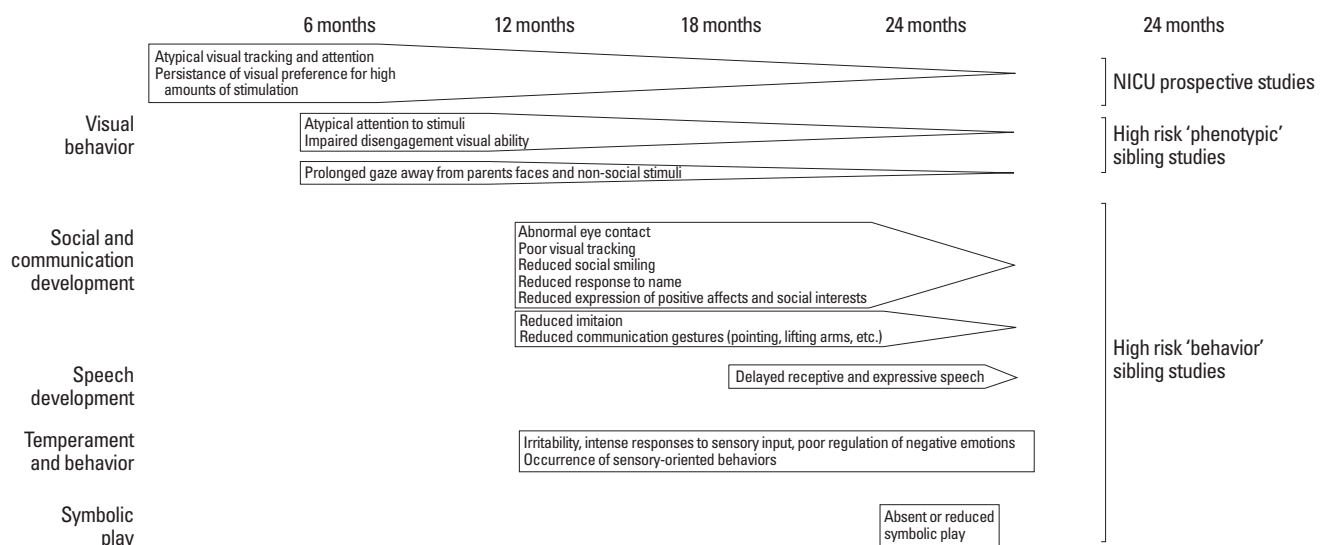 6 months
12 months
18 months
24 months
24 months
Atypical visual tracking and attention
Persistance of visual preference for high
amounts of stimulation
NICU prospective studies
Visual
behavior
Atypical attention to stimuli
Impaired disengagement visual ability
High risk 'phenotypic'
sibling studies
Prolonged gaze away from parents faces and non-social stimuli
Social and
communication
development
Abnormal eye contact
Poor visual tracking
Reduced social smiling
Reduced response to name
Reduced expression of positive affects and social interests
Reduced imitaion
Reduced communication gestures (pointing, lifting arms, etc.)
High risk 'behavior'
sibling studies
Speech
development
Delayed receptive and expressive speech
Temperament
and behavior
Irritability, intense responses to sensory input, poor regulation of negative emotions
Occurrence of sensory-oriented behaviors
Symbolic
play
Absent or reduced
symbolic play